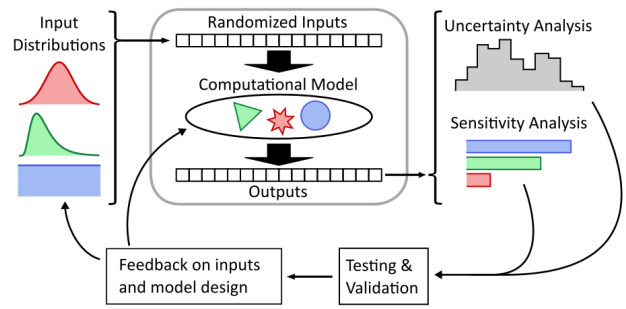 Input
Distributions
Randomized Inputs
Computational Model
Outputs
Uncertainty Analysis
Sensitivity Analysis
Testing &
Validation
Feedback on inputs
and model design